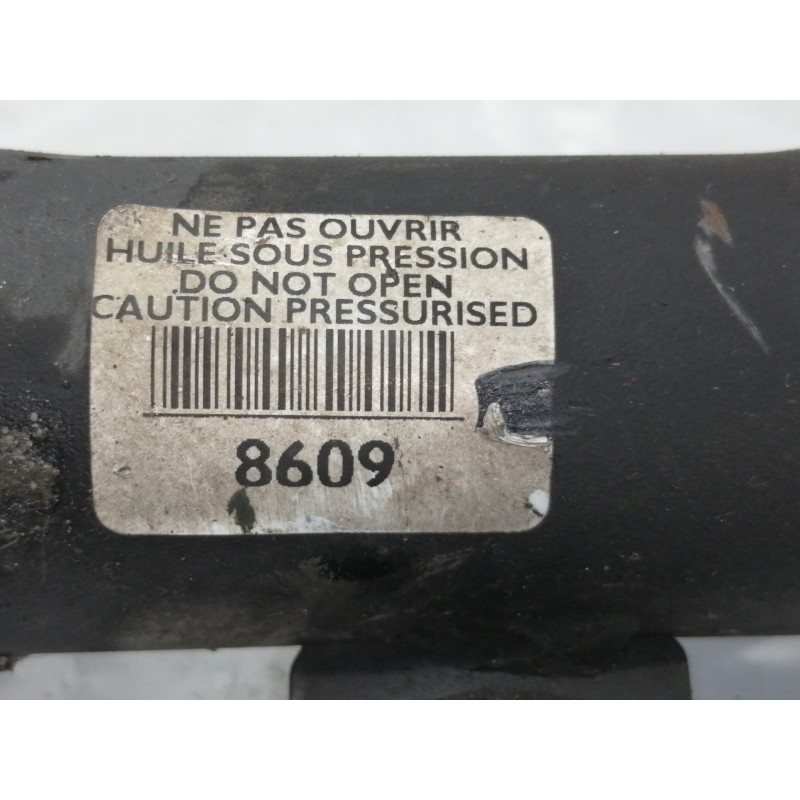 NE PAS OUVRIR
HUILE SOUS PRESSION
DO NOT OPEN
CAUTION PRESSURISED
8609